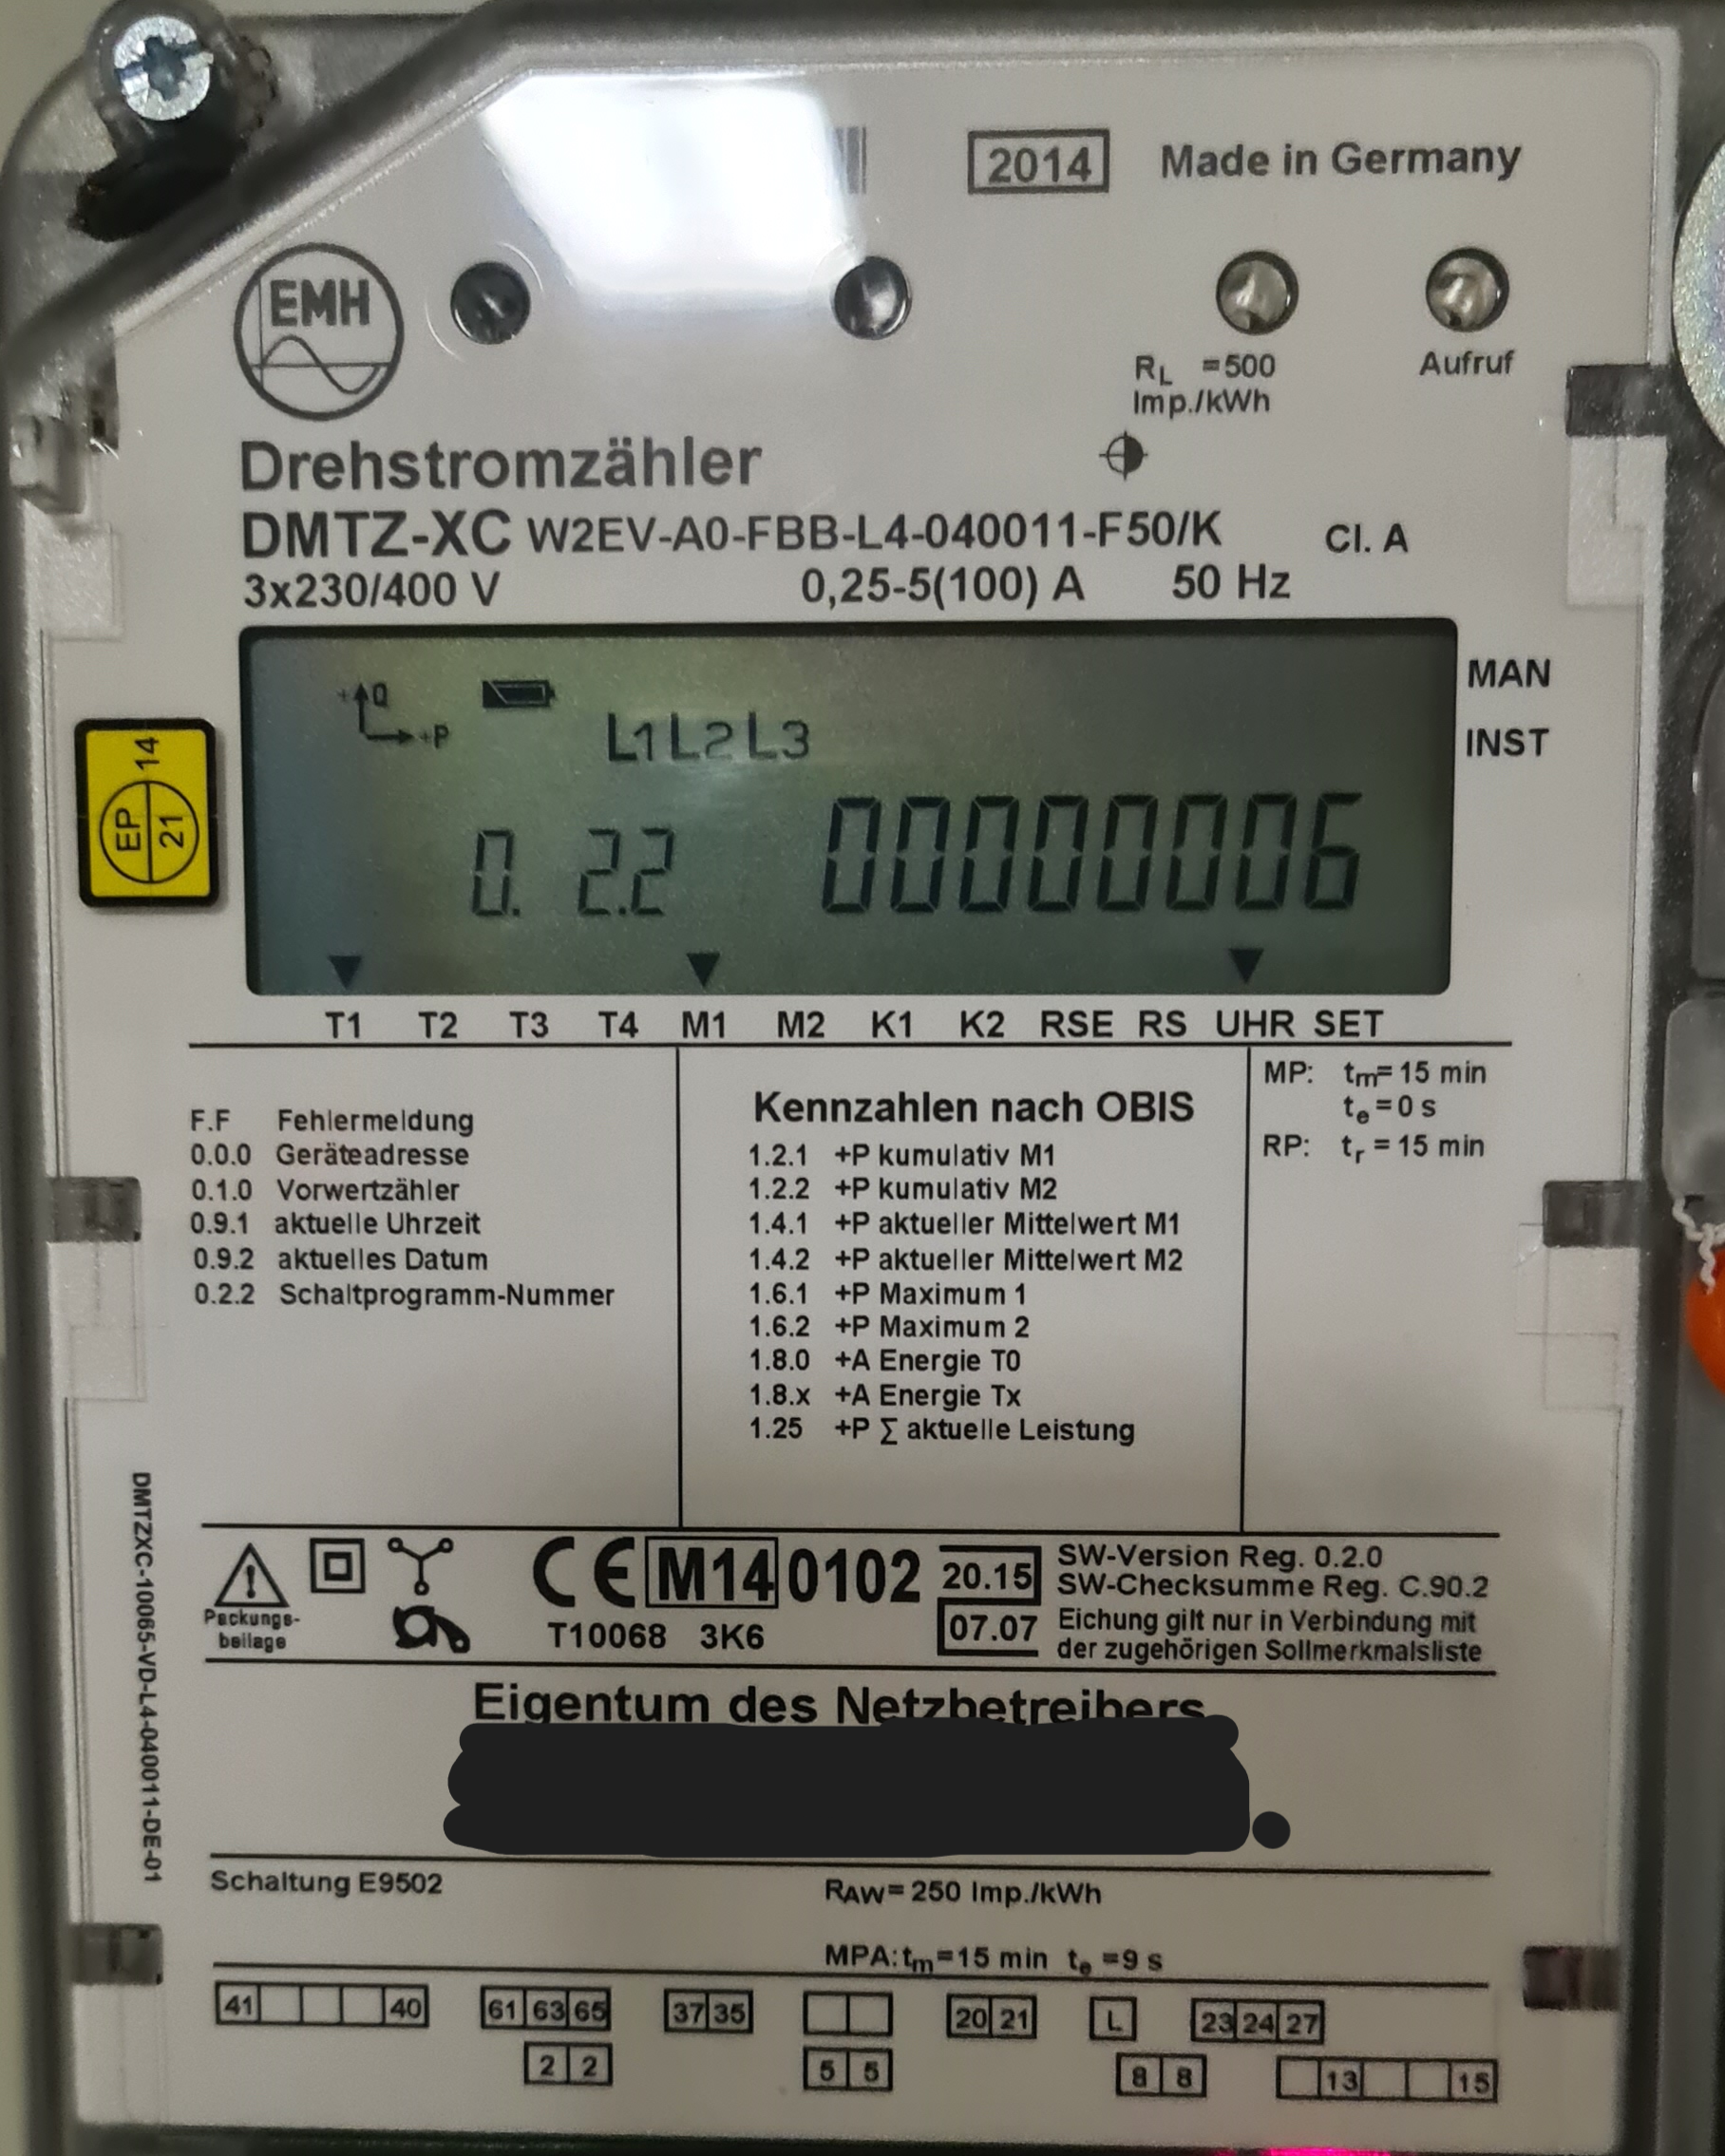 2014 Made in Germany
EMH
RL =500
Imp./kWh
Aufruf
Drehstromzähler
DMTZ-XC W2EV-A0-FBB-L4-040011-F50/K Cl. A
3x230/400 V 0,25-5(100) A 50 Hz
+Q
+P
L1 L2 L3
MAN
INST
0. 2.2 00000006
EP 14
21
T1 T2 T3 T4 M1 M2 K1 K2 RSE RS UHR SET
F.F Fehlermeldung
0.0.0 Geräteadresse
0.1.0 Vorwertzähler
0.9.1 aktuelle Uhrzeit
0.9.2 aktuelles Datum
0.2.2 Schaltprogramm-Nummer
Kennzahlen nach OBIS
1.2.1 +P kumulativ M1
1.2.2 +P kumulativ M2
1.4.1 +P aktueller Mittelwert M1
1.4.2 +P aktueller Mittelwert M2
1.6.1 +P Maximum 1
1.6.2 +P Maximum 2
1.8.0 +A Energie T0
1.8.x +A Energie Tx
1.25 +P ∑ aktuelle Leistung
MP: tm=15 min
te=0 s
RP: tr=15 min
DMTZXC-10065-VD-L4-040011-DE-01
Packungs-
beilage
CE M14 0102
T10068 3K6
20.15
07.07
SW-Version Reg. 0.2.0
SW-Checksumme Reg. C.90.2
Eichung gilt nur in Verbindung mit
der zugehörigen Sollmerkmalsliste
Eigentum des Netzbetreibers
Schaltung E9502
RAW=250 Imp./kWh
MPA: tm=15 min te=9 s
41 40 61 63 65 37 35 20 21 L 23 24 27
2 2 5 5 8 8 13 15